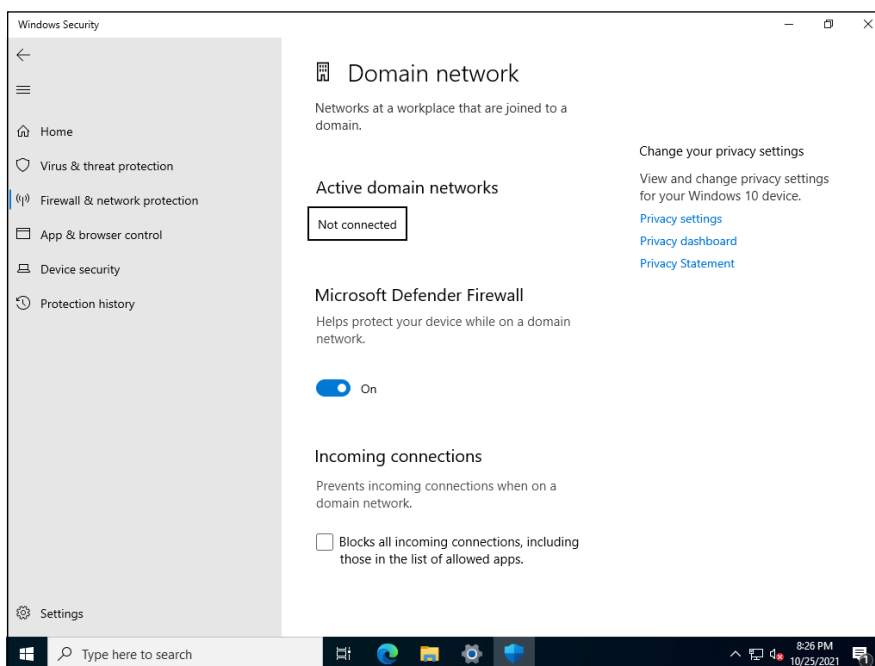 Windows Security
Home
Virus & threat protection
Firewall & network protection
App & browser control
Device security
Protection history
Settings
Domain network
Networks at a workplace that are joined to a
domain.
Active domain networks
Not connected
Microsoft Defender Firewall
Helps protect your device while on a domain
network.
On
Incoming connections
Prevents incoming connections when on a
domain network.
Blocks all incoming connections, including
those in the list of allowed apps.
Change your privacy settings
View and change privacy settings
for your Windows 10 device.
Privacy settings
Privacy dashboard
Privacy Statement
Type here to search
8:26 PM
10/25/2021
1